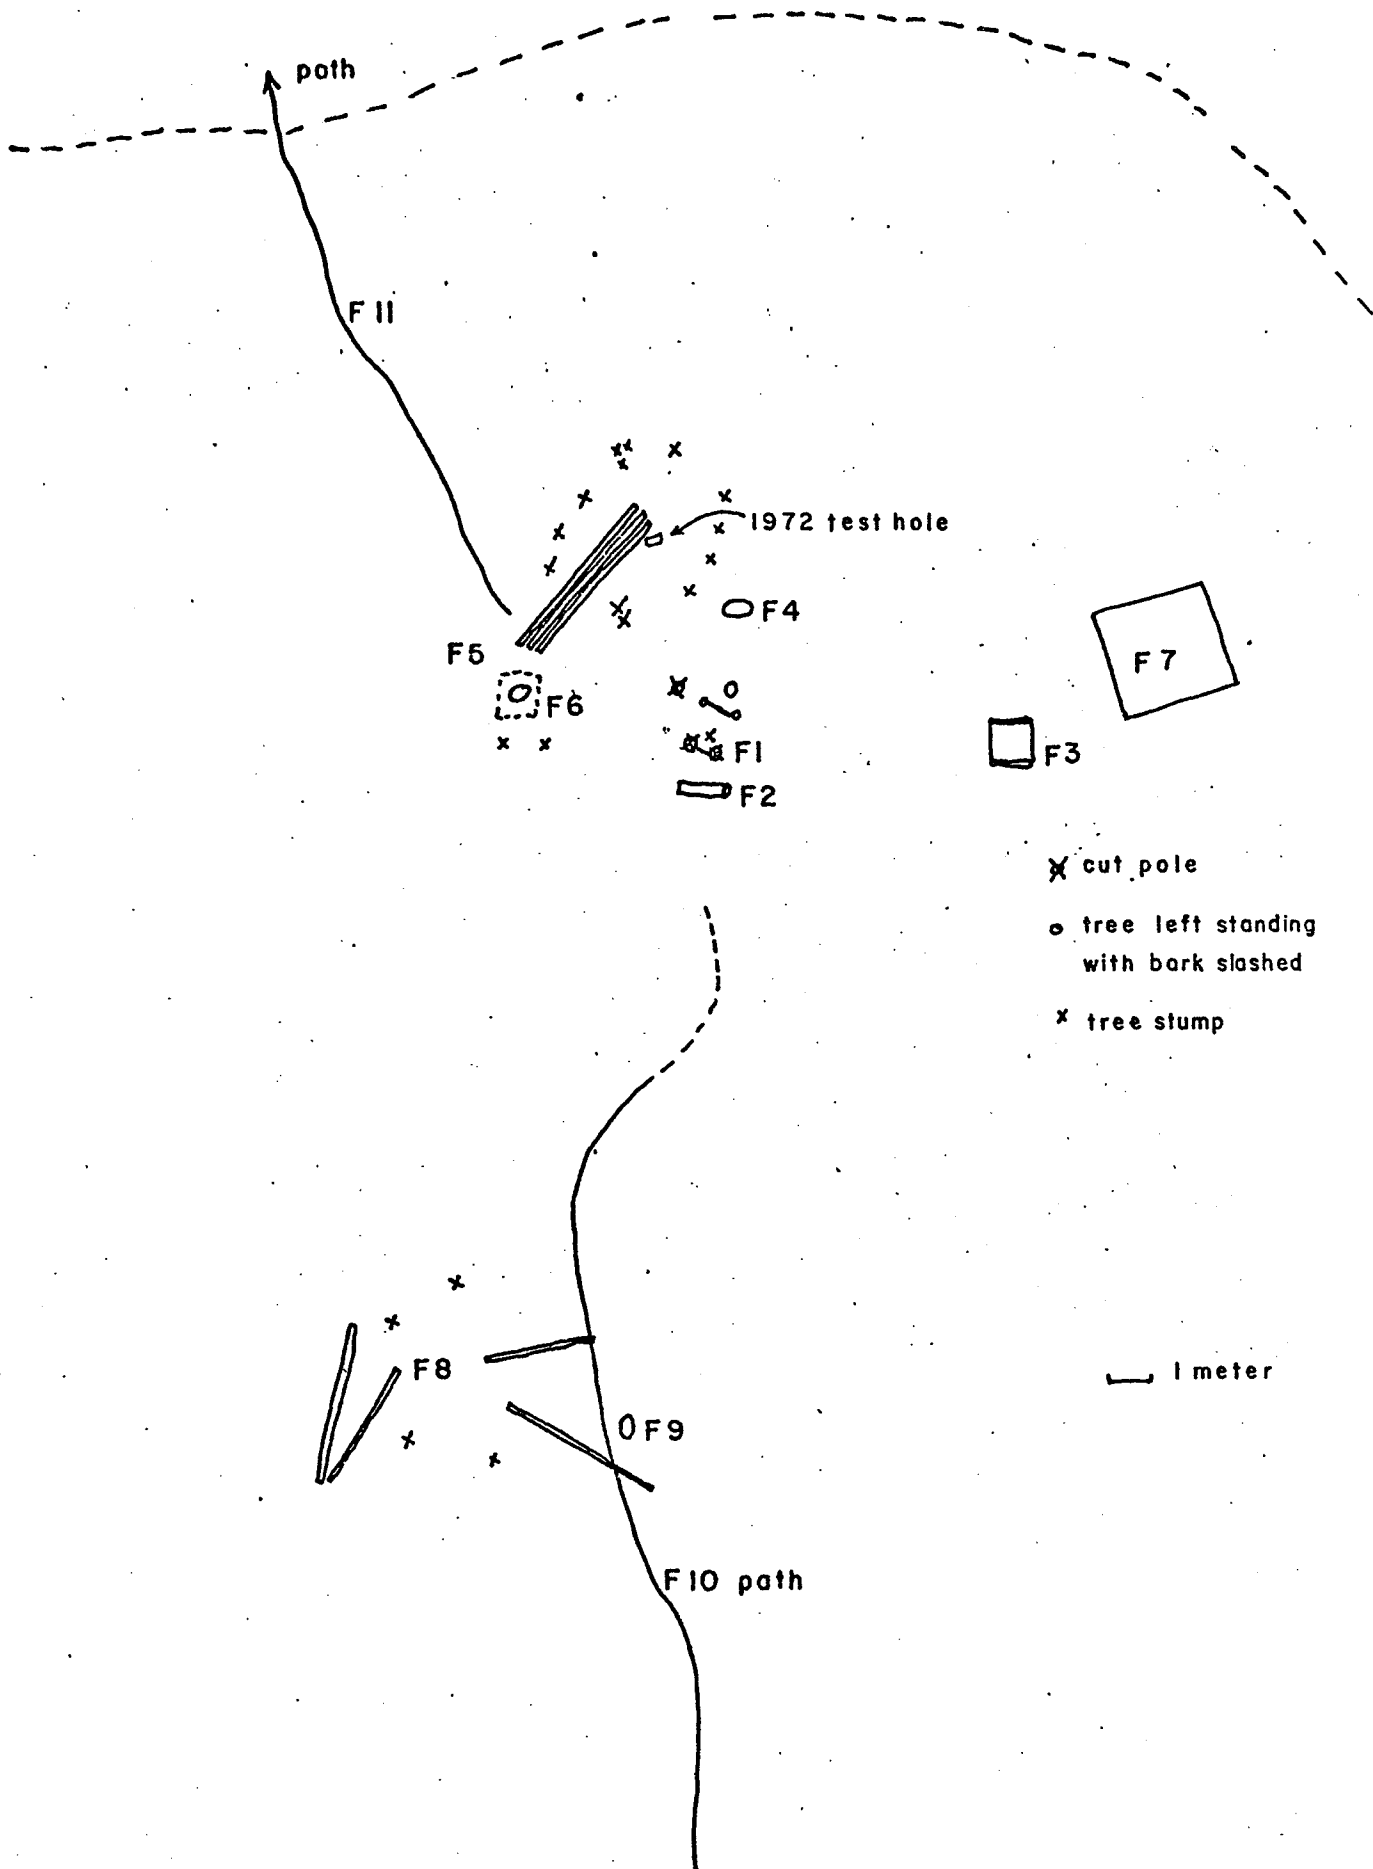 path
F 11
1972 test hole
F4
F5
F 7
F6
F1
F3
F2
cut pole
tree left standing
with bark slashed
tree stump
F8
1 meter
F9
F10 path